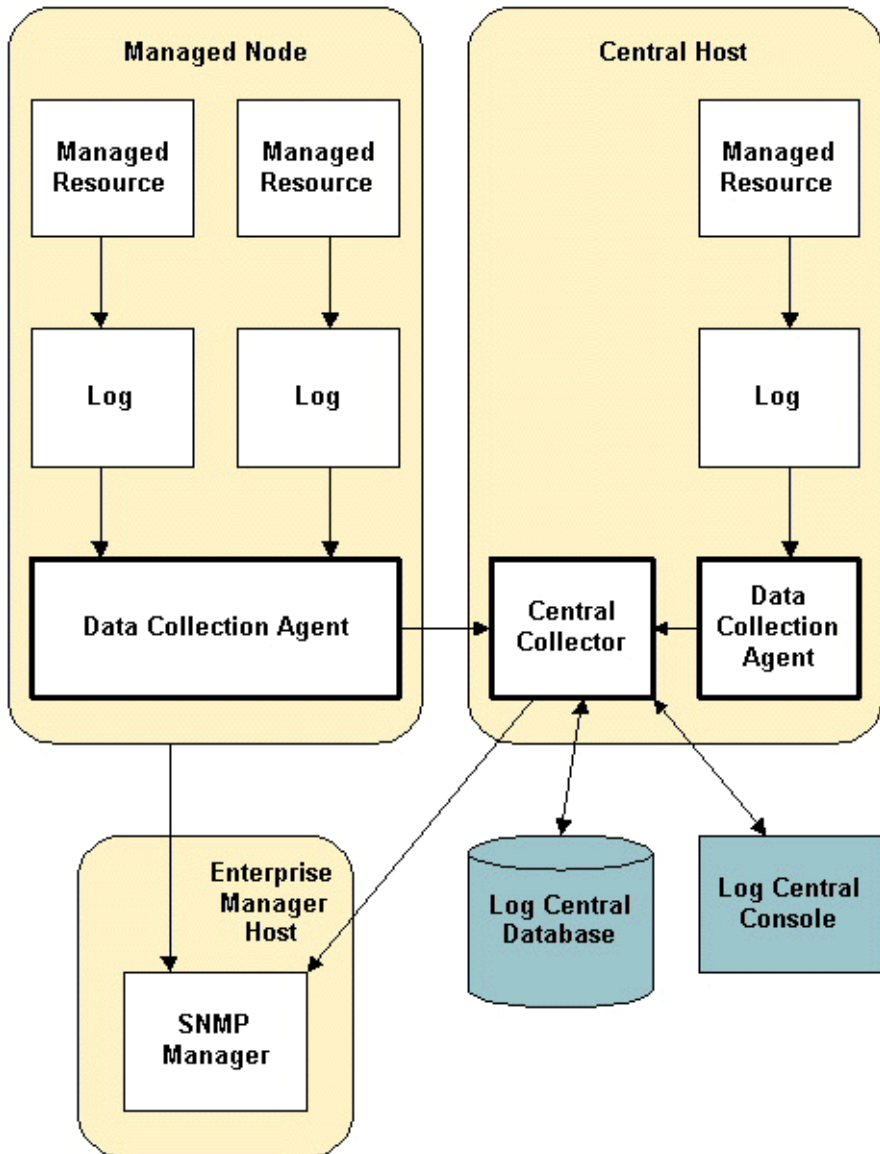 Managed Node
Managed
Resource
Managed
Resource
Log
Log
Data Collection Agent
Central Host
Managed
Resource
Log
Central
Collector
Data
Collection
Agent
Enterprise
Manager
Host
SNMP
Manager
Log Central
Database
Log Central
Console